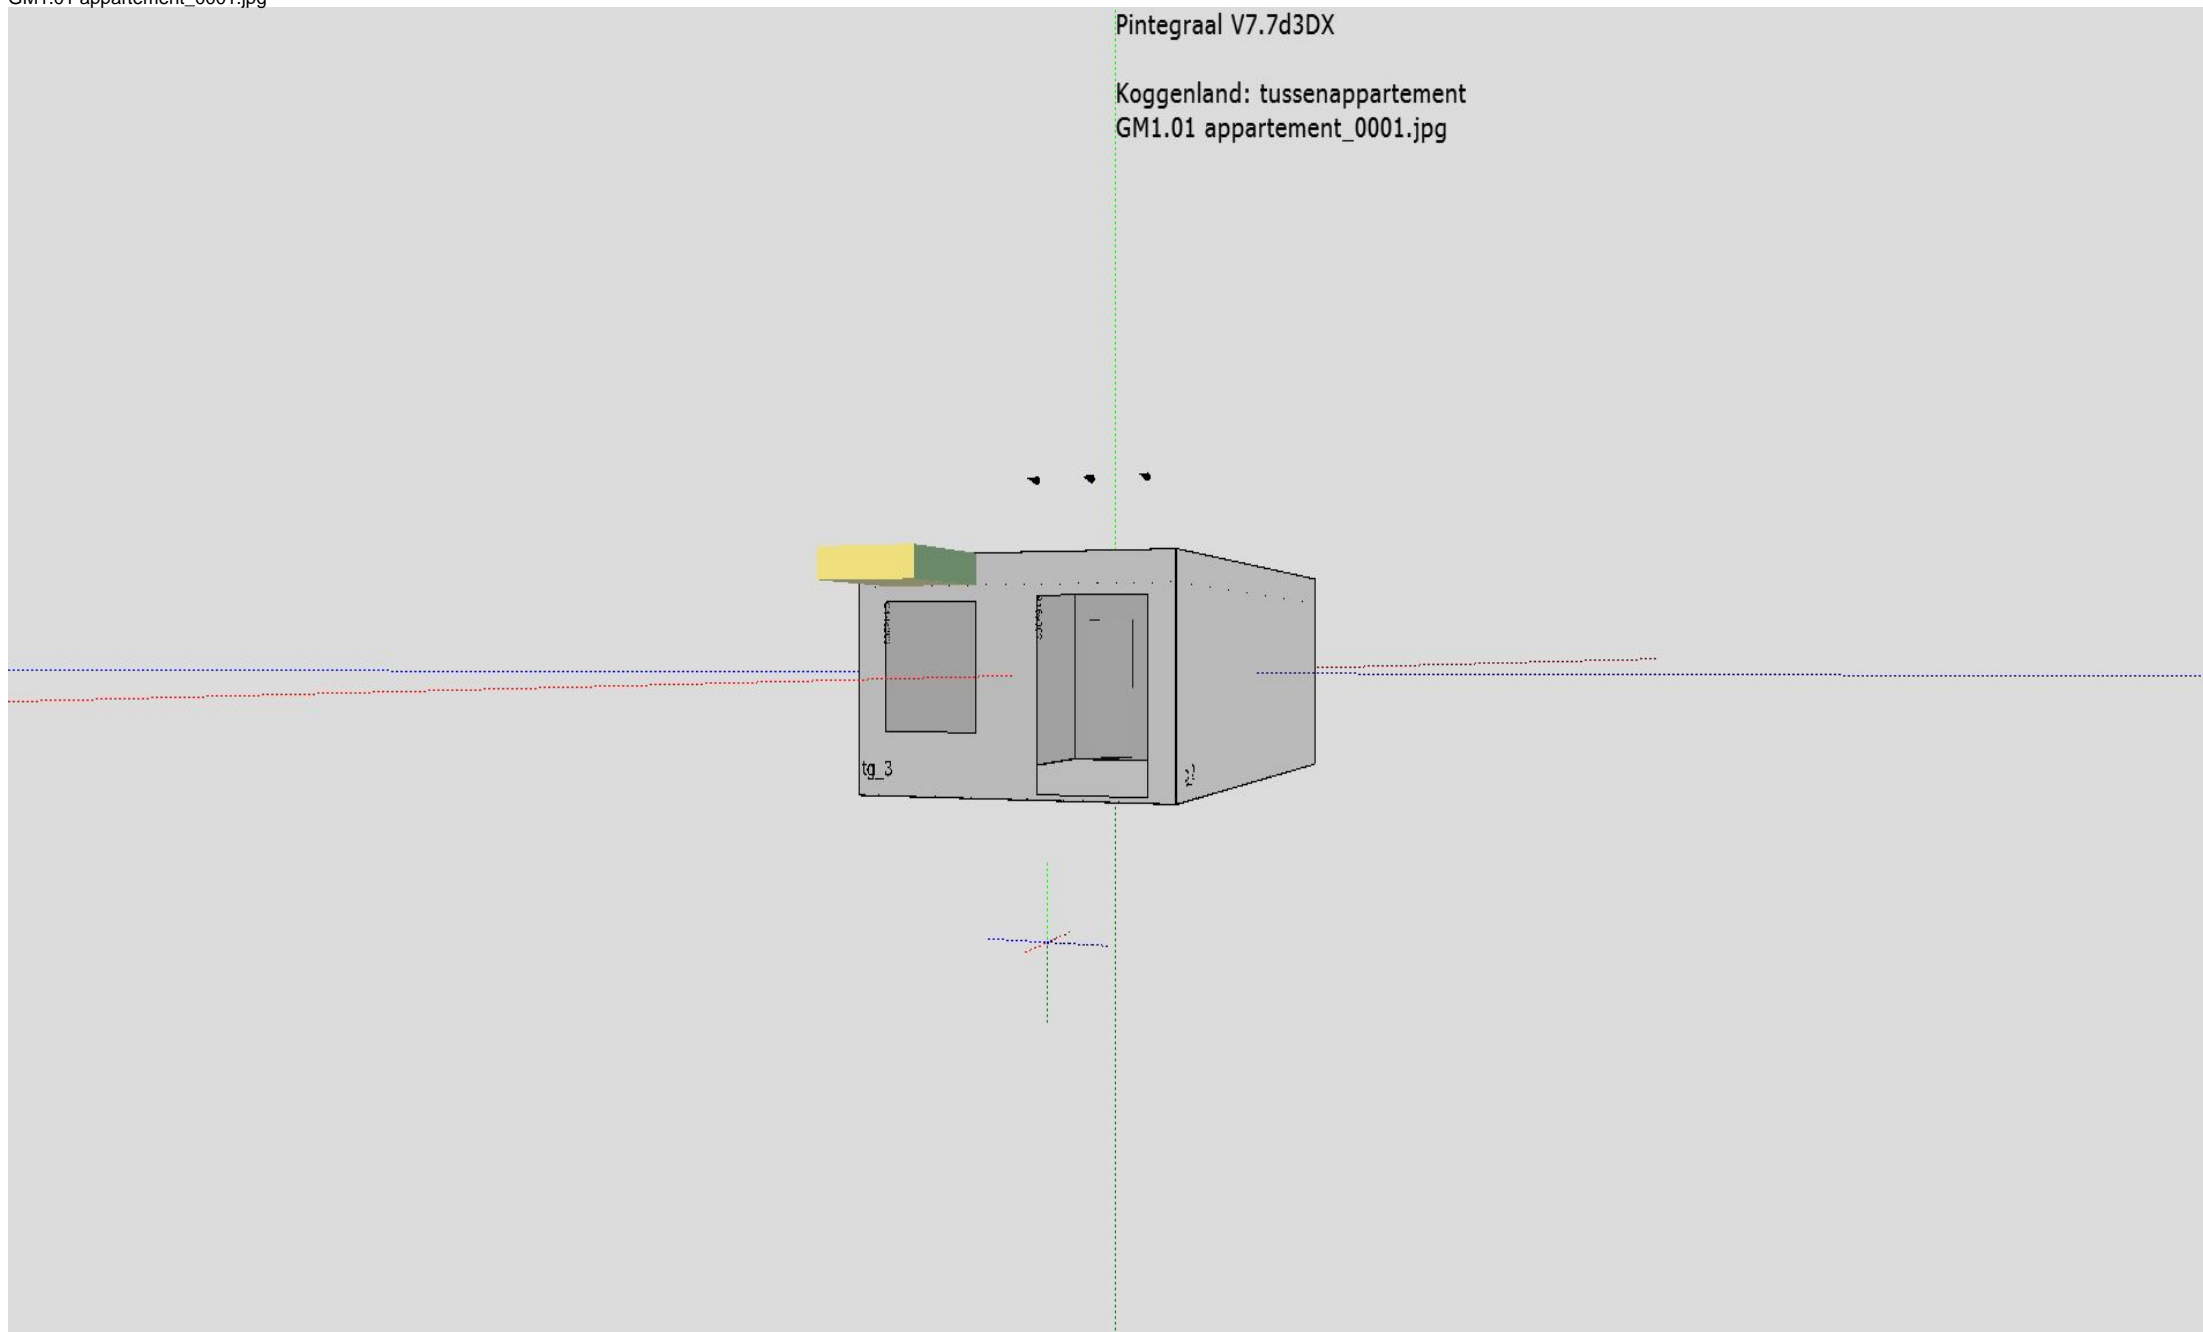 GM1.01 appartement_0001.jpg
Pintegraal V7.7d3DX
Koggenland: tussenappartement
GM1.01 appartement_0001.jpg
tg_3